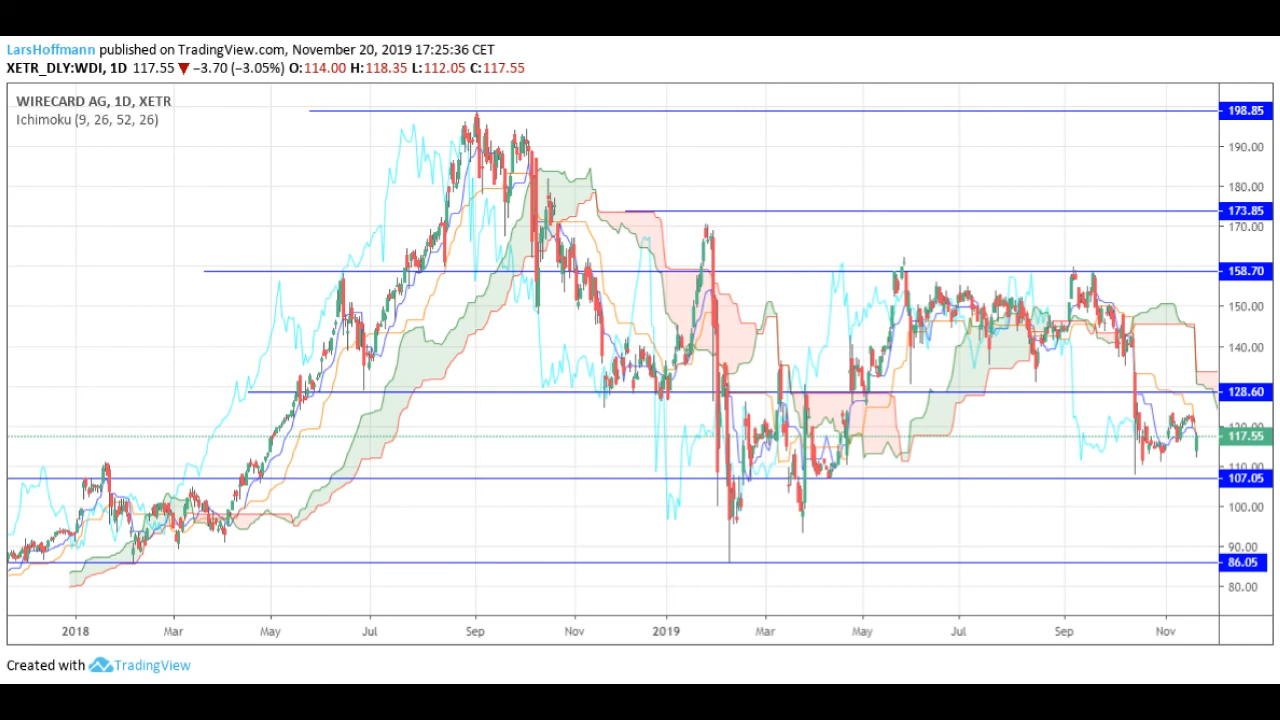 LarsHoffmann published on TradingView.com, November 20, 2019 17:25:36 CET
XETR_DLY:WDI, 1D 117.55 ▼ −3.70 (−3.05%) O:114.00 H:118.35 L:112.05 C:117.55
WIRECARD AG, 1D, XETR
Ichimoku (9, 26, 52, 26)
198.85
190.00
180.00
173.85
170.00
158.70
150.00
140.00
128.60
120.00
117.55
110.00
107.05
100.00
90.00
86.05
80.00
2018 Mar May Jul Sep Nov 2019 Mar May Jul Sep Nov
Created with TradingView